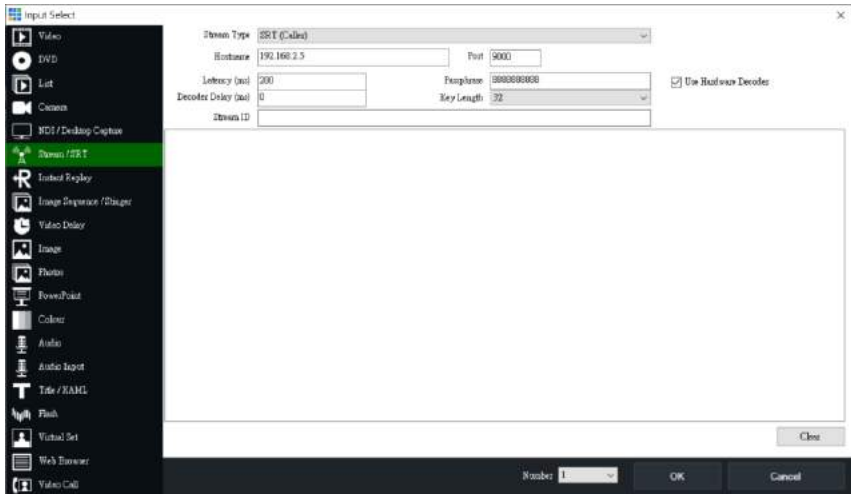 Input Select
Video
DVD
List
Camera
NDI / Desktop Capture
Stream / SRT
Instant Replay
Image Sequence / Stinger
Video Delay
Image
Photos
PowerPoint
Colour
Audio
Audio Input
Title / XAML
Flash
Virtual Set
Web Browser
Video Call
Stream Type SRT (Caller)
Hostname 192.168.2.5 Port 9000
Latency (ms) 200 Passphrase 8888888888 Use Hardware Decoder
Decoder Delay (ms) 0 Key Length 32
Stream ID
Clear
Number 1 OK Cancel